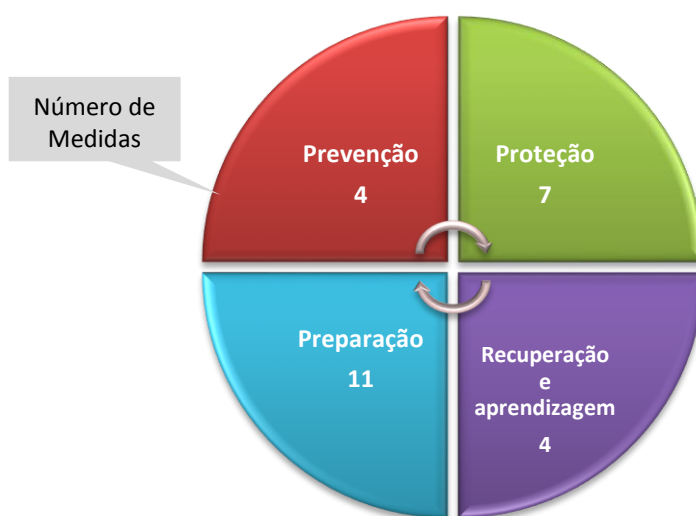 Número de
Medidas
Prevenção
4
Proteção
7
Preparação
11
Recuperação
e
aprendizagem
4